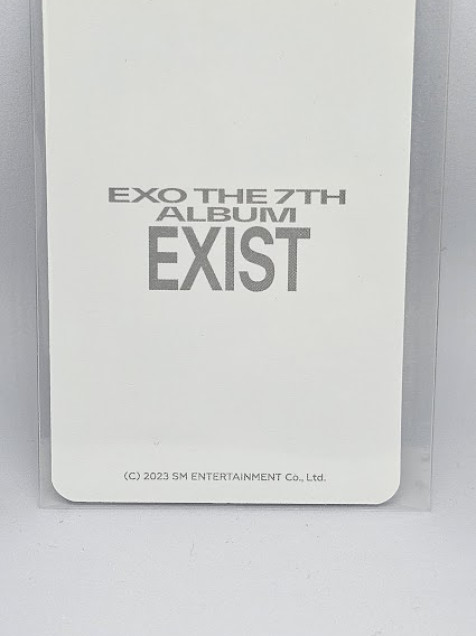 EXO THE 7TH
ALBUM
EXIST
(C) 2023 SM ENTERTAINMENT Co., Ltd.